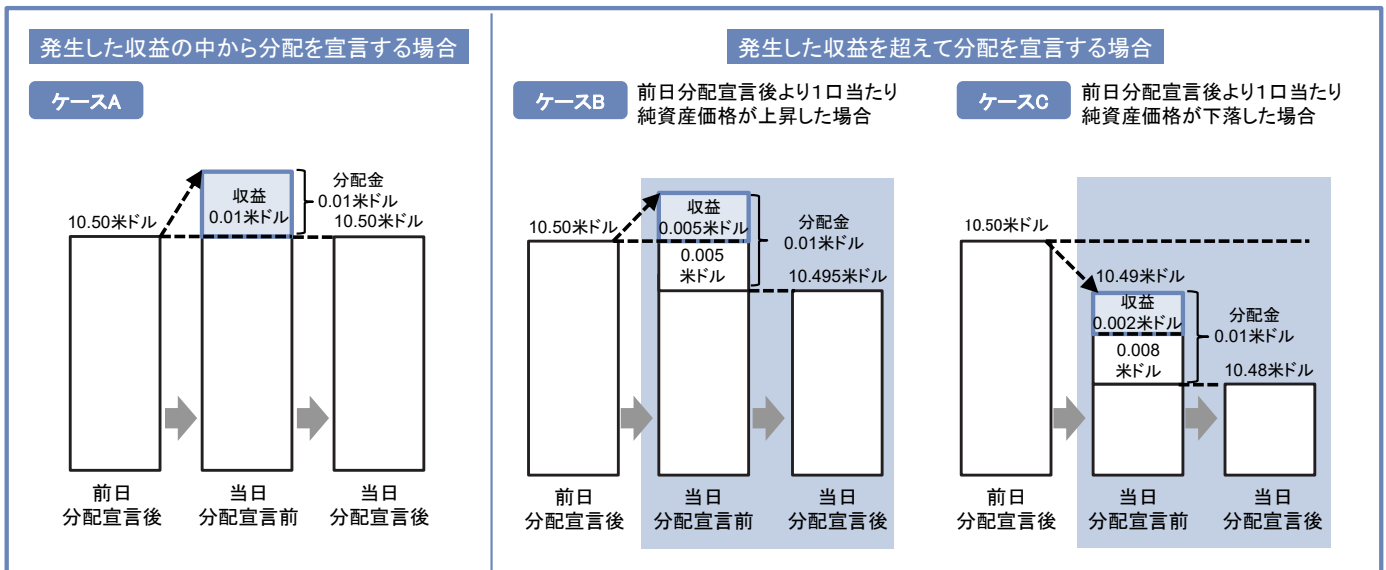 発生した収益の中から分配を宣言する場合
ケースA
10.50米ドル
収益
0.01米ドル
分配金
0.01米ドル
10.50米ドル
前日
分配宣言後
当日
分配宣言前
当日
分配宣言後
発生した収益を超えて分配を宣言する場合
ケースB
前日分配宣言後より1口当たり
純資産価格が上昇した場合
10.50米ドル
収益
0.005米ドル
0.005
米ドル
分配金
0.01米ドル
10.495米ドル
前日
分配宣言後
当日
分配宣言前
当日
分配宣言後
ケースC
前日分配宣言後より1口当たり
純資産価格が下落した場合
10.50米ドル
10.49米ドル
収益
0.002米ドル
0.008
米ドル
分配金
0.01米ドル
10.48米ドル
前日
分配宣言後
当日
分配宣言前
当日
分配宣言後